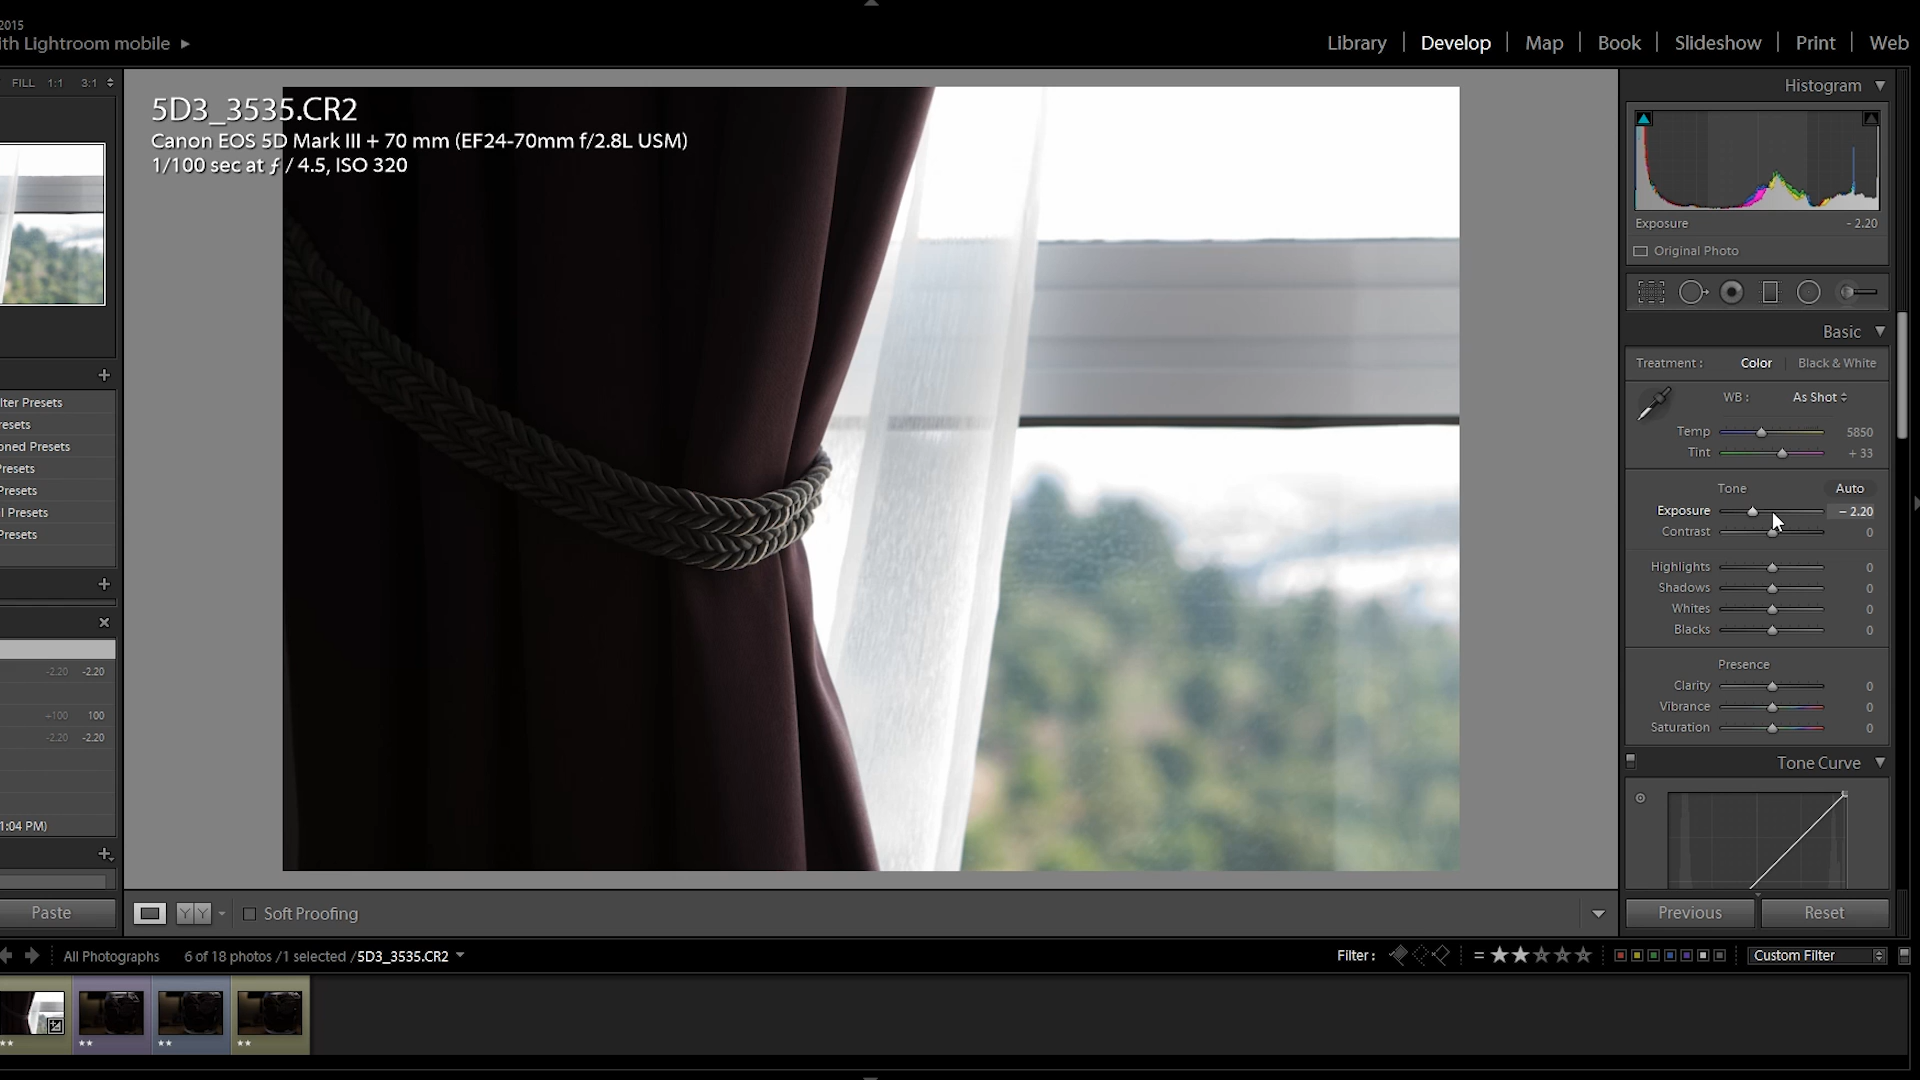 2015
ith Lightroom mobile
Library | Develop | Map | Book | Slideshow | Print | Web
FILL 1:1 3:1
Histogram
5D3_3535.CR2
Canon EOS 5D Mark III + 70 mm (EF24-70mm f/2.8L USM)
1/100 sec at ƒ / 4.5, ISO 320
Exposure - 2.20
Original Photo
Basic
Treatment : Color Black & White
WB : As Shot
Temp 5850
Tint + 33
Tone Auto
Exposure - 2.20
Contrast 0
Highlights 0
Shadows 0
Whites 0
Blacks 0
Presence
Clarity 0
Vibrance 0
Saturation 0
Tone Curve
lter Presets
resets
oned Presets
Presets
Presets
l Presets
Presets
-2.20 -2.20
+100 100
-2.20 -2.20
1:04 PM)
Paste
YY
Soft Proofing
Previous Reset
All Photographs 6 of 18 photos /1 selected /5D3_3535.CR2
Filter : = ★★★★★ Custom Filter
★★ ★★ ★★ ★★